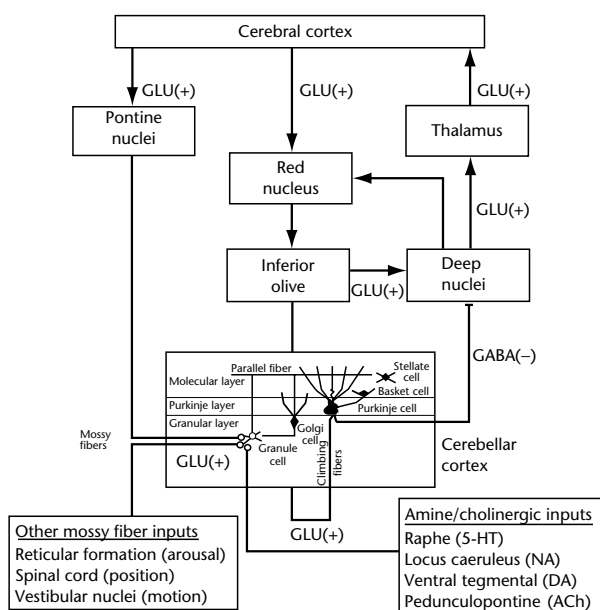 Cerebral cortex
GLU(+)
GLU(+)
GLU(+)
Pontine
nuclei
Thalamus
Red
nucleus
GLU(+)
Inferior
olive
GLU(+)
Deep
nuclei
GABA(−)
Parallel fiber
Stellate
cell
Molecular layer
Basket cell
Purkinje layer
Purkinje cell
Granular layer
Golgi
cell
Mossy
fibers
GLU(+)
Granule
cell
Climbing
fibers
Cerebellar
cortex
GLU(+)
Other mossy fiber inputs
Reticular formation (arousal)
Spinal cord (position)
Vestibular nuclei (motion)
Amine/cholinergic inputs
Raphe (5-HT)
Locus caeruleus (NA)
Ventral tegmental (DA)
Pedunculopontine (ACh)